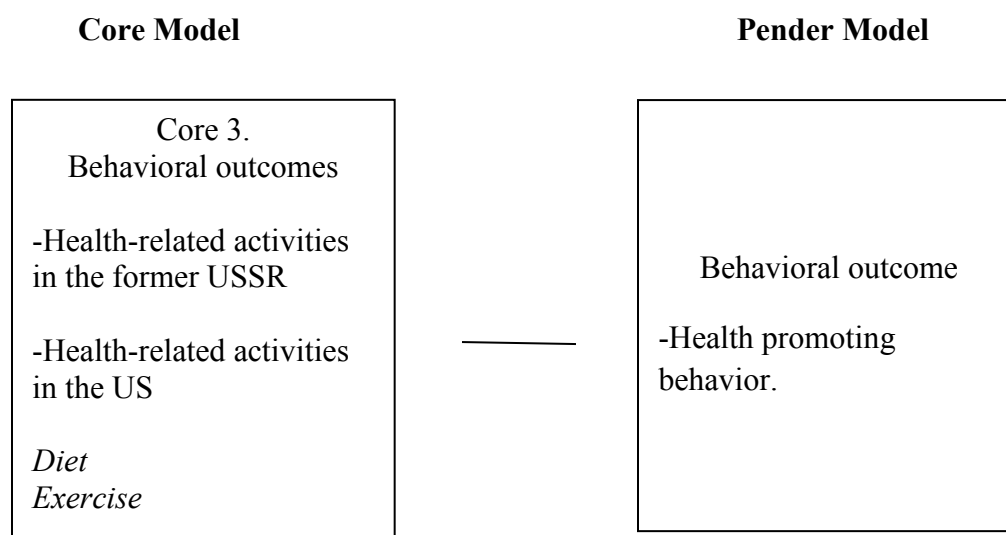 Core Model
Pender Model
Core 3.
Behavioral outcomes
-Health-related activities
in the former USSR
-Health-related activities
in the US
Diet
Exercise
Behavioral outcome
-Health promoting
behavior.